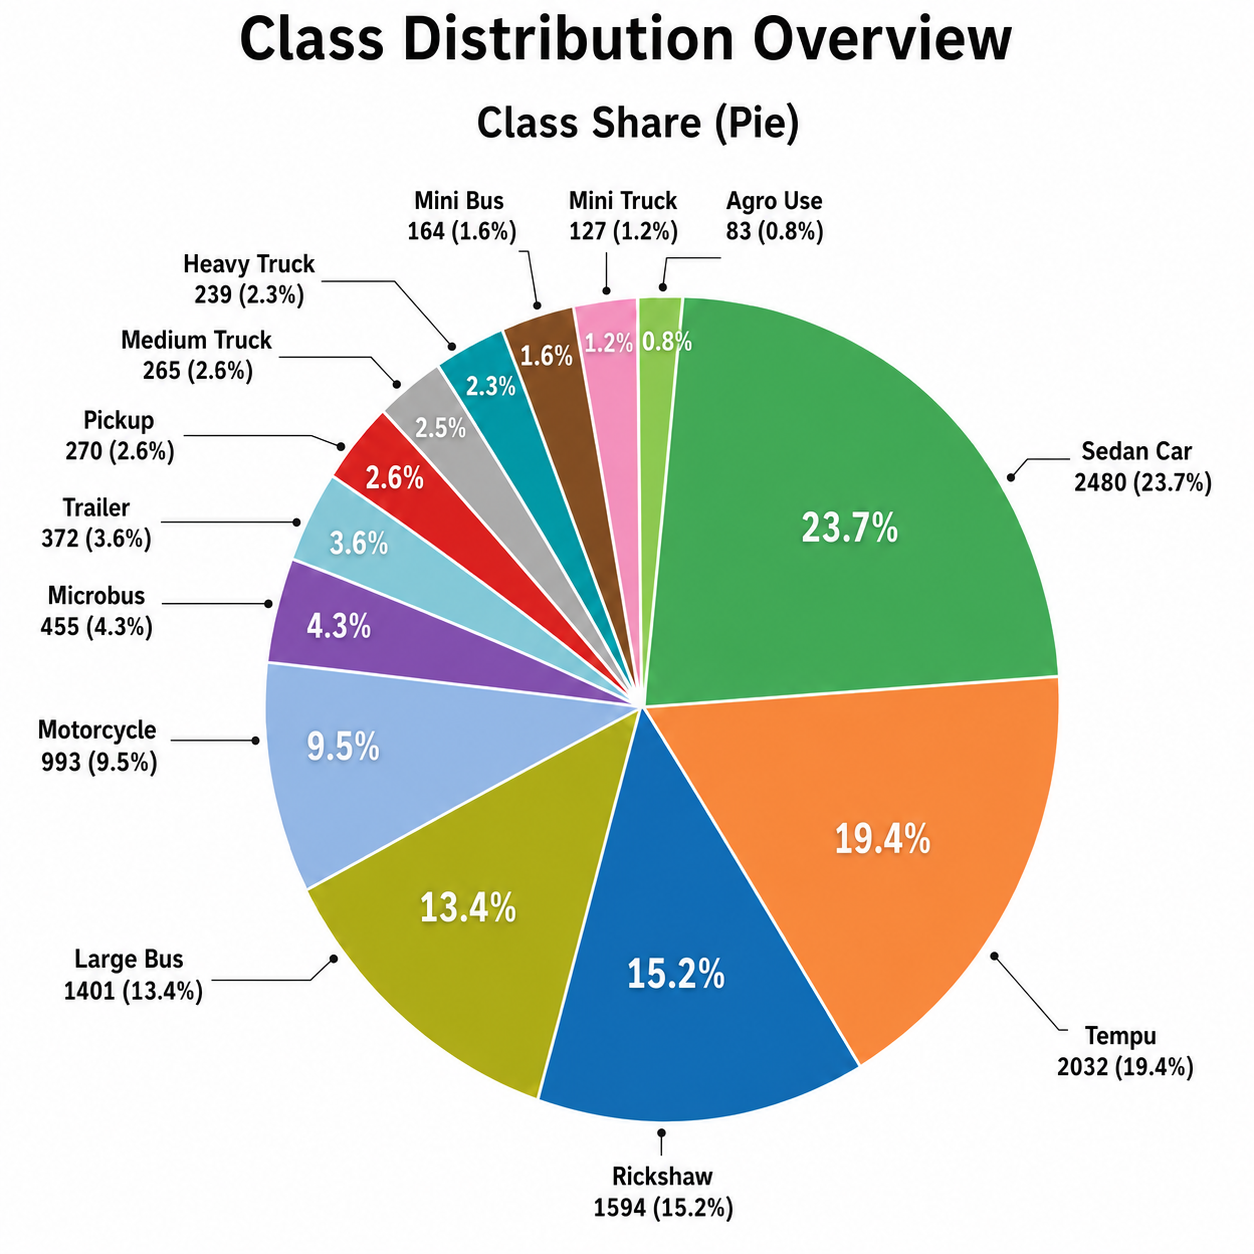 Class Distribution Overview
Class Share (Pie)
Mini Bus
164 (1.6%)
Mini Truck
127 (1.2%)
Agro Use
83 (0.8%)
Heavy Truck
239 (2.3%)
Medium Truck
265 (2.6%)
Pickup
270 (2.6%)
Trailer
372 (3.6%)
Microbus
455 (4.3%)
Motorcycle
993 (9.5%)
Large Bus
1401 (13.4%)
Rickshaw
1594 (15.2%)
Tempu
2032 (19.4%)
Sedan Car
2480 (23.7%)
0.8%
1.2%
1.6%
2.3%
2.5%
2.6%
3.6%
4.3%
9.5%
13.4%
15.2%
19.4%
23.7%